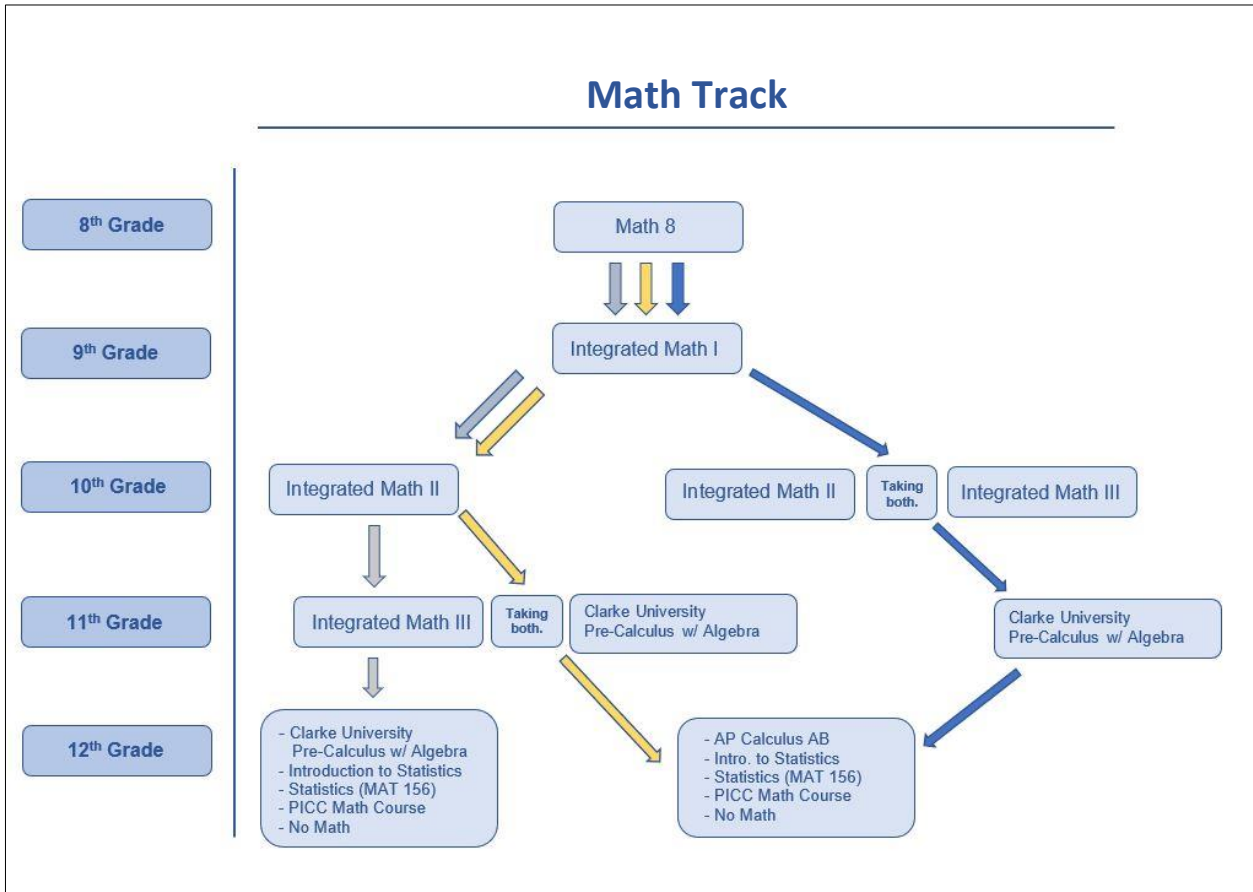 Math Track
8th Grade
Math 8
9th Grade
Integrated Math I
10th Grade
Integrated Math II
Integrated Math II
Taking
both.
Integrated Math III
11th Grade
Integrated Math III
Taking
both.
Clarke University
Pre-Calculus w/ Algebra
Clarke University
Pre-Calculus w/ Algebra
12th Grade
- Clarke University
Pre-Calculus w/ Algebra
- Introduction to Statistics
- Statistics (MAT 156)
- PICC Math Course
- No Math
- AP Calculus AB
- Intro. to Statistics
- Statistics (MAT 156)
- PICC Math Course
- No Math